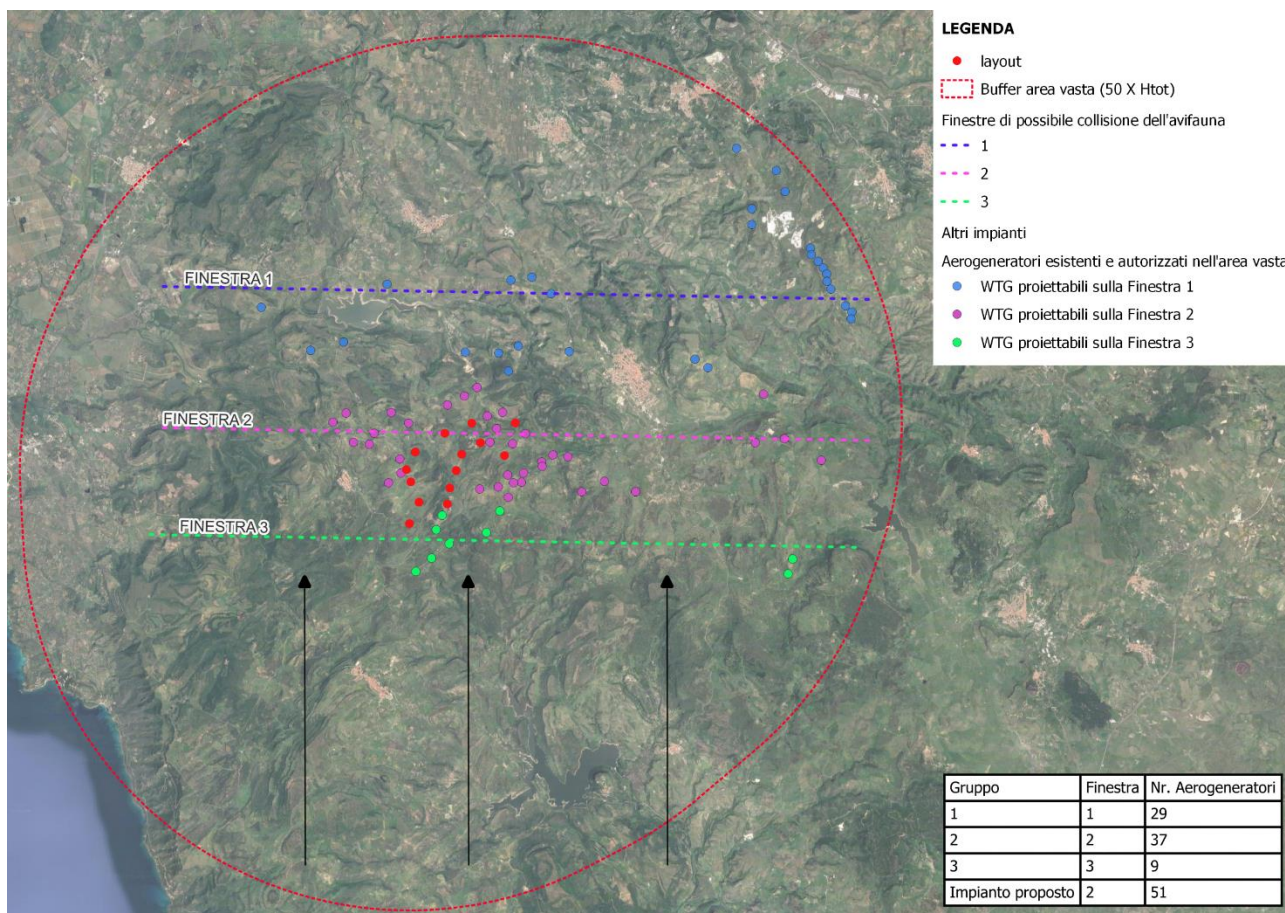 LEGENDA
layout
Buffer area vasta (50 X Htot)
Finestre di possibile collisione dell'avifauna
1
2
3
Altri impianti
Aerogeneratori esistenti e autorizzati nell'area vasta
WTG proiettabili sulla Finestra 1
WTG proiettabili sulla Finestra 2
WTG proiettabili sulla Finestra 3
FINESTRA 1
FINESTRA 2
FINESTRA 3
Gruppo Finestra Nr. Aerogeneratori
1 1 29
2 2 37
3 3 9
Impianto proposto 2 51